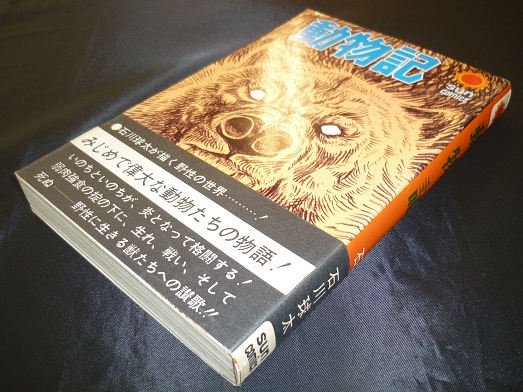 動物記
sun
comics
●石川球太が描く野性の世界………!
みじめで偉大な動物たちの物語!
いのちといのちが、炎となって格闘する!
弱肉強食の掟の下に、生れ、戦い、そして
死ぬ
──野性に生きる獣たちへの讃歌!!
動物記
石川球太
sun
comics